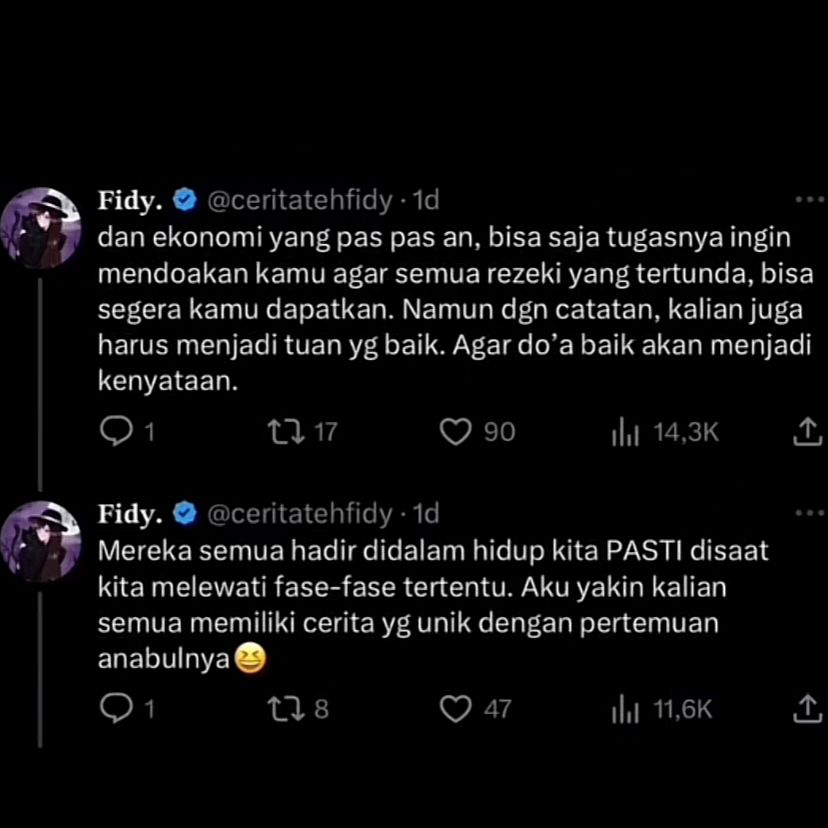 Fidy. @ceritatehfidy · 1d
dan ekonomi yang pas pas an, bisa saja tugasnya ingin
mendoakan kamu agar semua rezeki yang tertunda, bisa
segera kamu dapatkan. Namun dgn catatan, kalian juga
harus menjadi tuan yg baik. Agar do’a baik akan menjadi
kenyataan.
1 17 90 14,3K
Fidy. @ceritatehfidy · 1d
Mereka semua hadir didalam hidup kita PASTI disaat
kita melewati fase-fase tertentu. Aku yakin kalian
semua memiliki cerita yg unik dengan pertemuan
anabulnya😆
1 8 47 11,6K